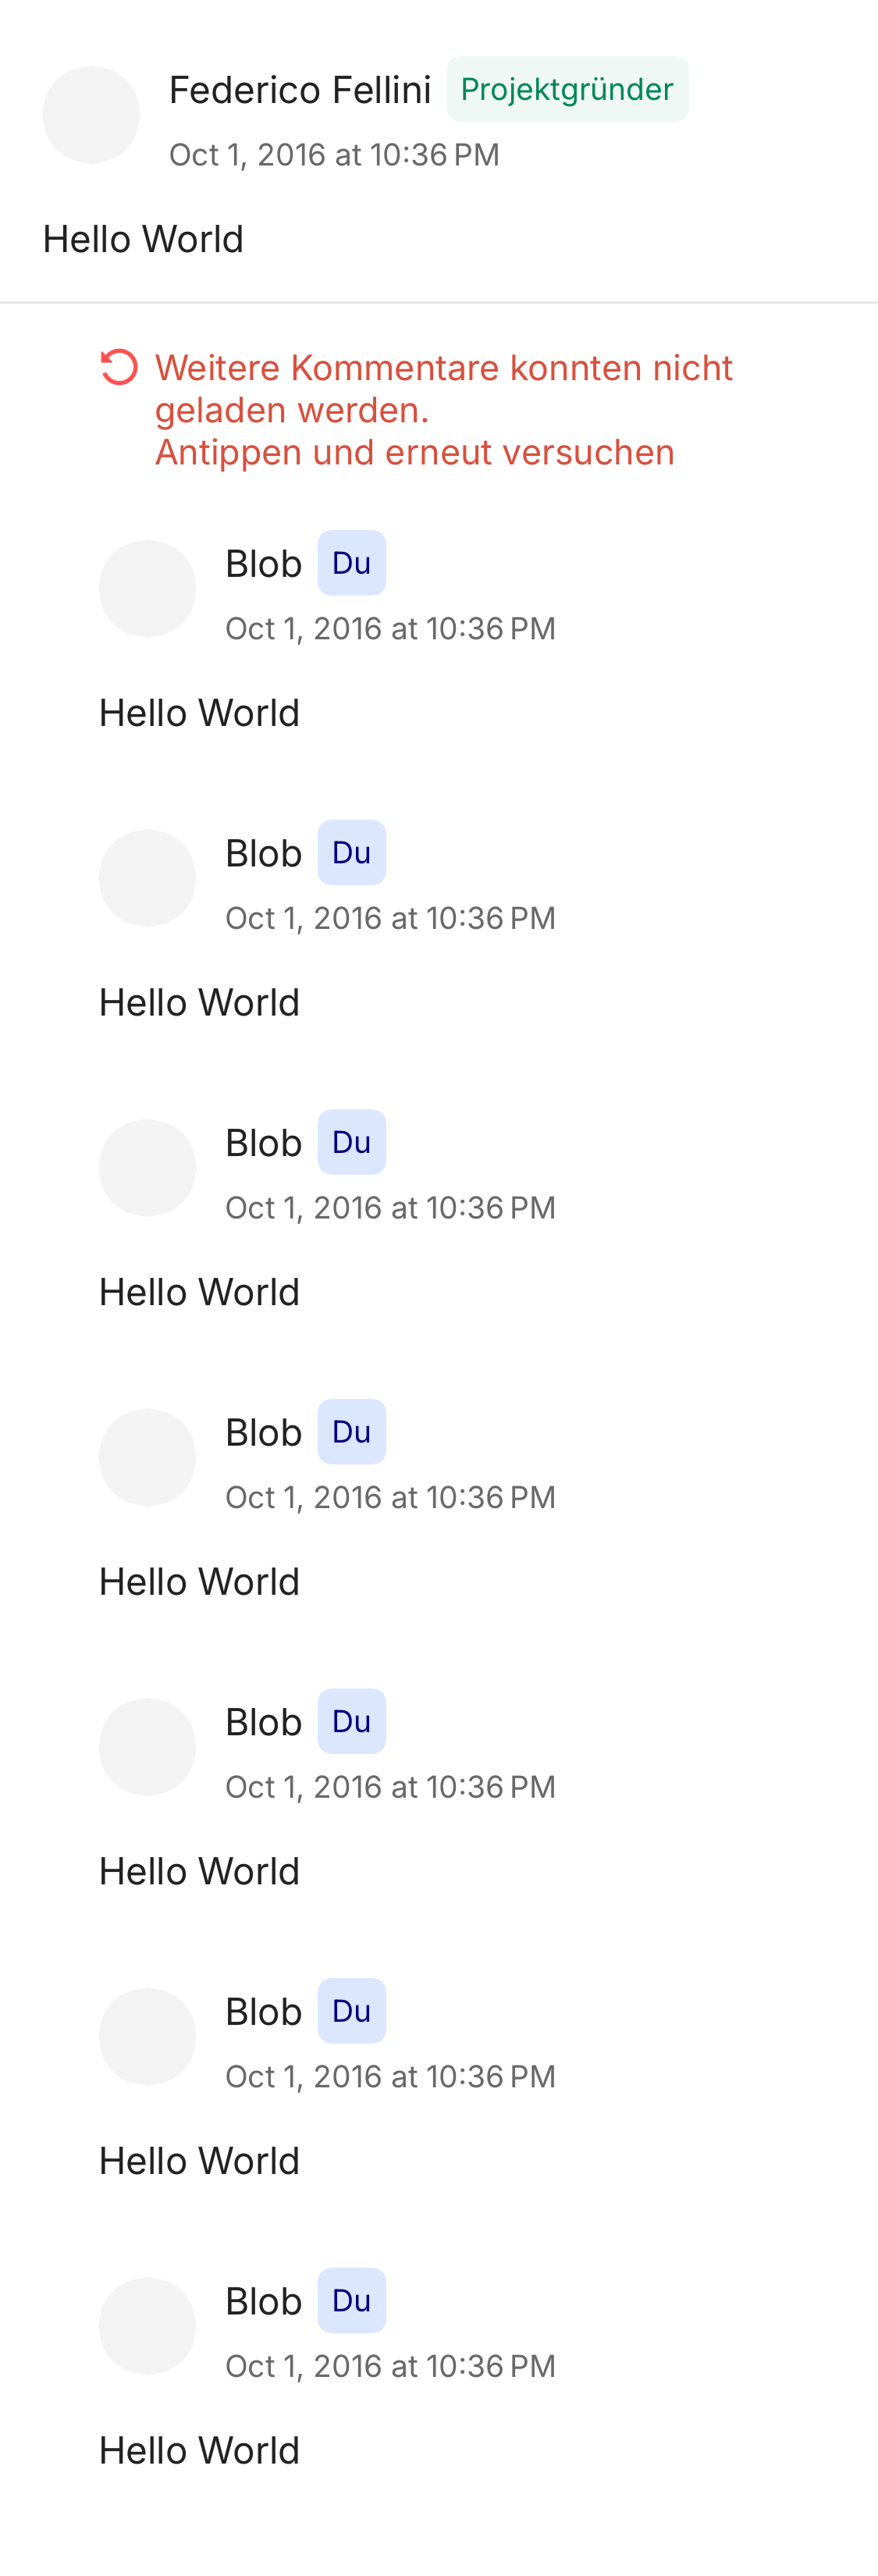 Federico Fellini Projektgründer
Oct 1, 2016 at 10:36 PM
Hello World
Weitere Kommentare konnten nicht
geladen werden.
Antippen und erneut versuchen
Blob Du
Oct 1, 2016 at 10:36 PM
Hello World
Blob Du
Oct 1, 2016 at 10:36 PM
Hello World
Blob Du
Oct 1, 2016 at 10:36 PM
Hello World
Blob Du
Oct 1, 2016 at 10:36 PM
Hello World
Blob Du
Oct 1, 2016 at 10:36 PM
Hello World
Blob Du
Oct 1, 2016 at 10:36 PM
Hello World
Blob Du
Oct 1, 2016 at 10:36 PM
Hello World